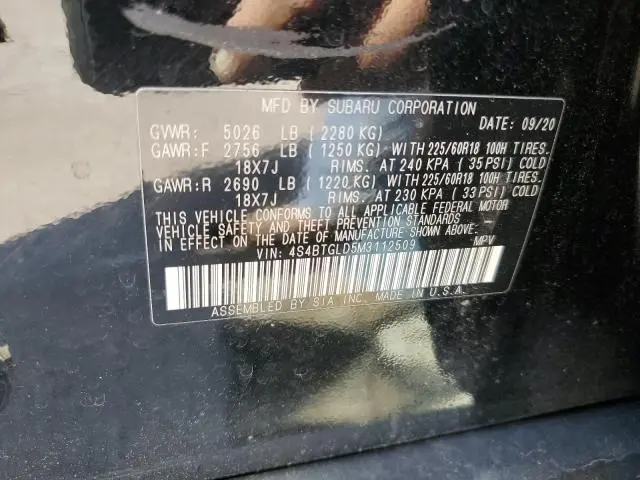 MFD BY SUBARU CORPORATION
GVWR: 5026 LB (2280 KG) DATE: 09/20
GAWR:F 2756 LB (1250 KG) WITH 225/60R18 100H TIRES.
18X7J RIMS. AT 240 KPA (35 PSI) COLD
GAWR:R 2690 LB (1220 KG) WITH 225/60R18 100H TIRES.
18X7J RIMS. AT 230 KPA (33 PSI) COLD
THIS VEHICLE CONFORMS TO ALL APPLICABLE FEDERAL MOTOR
VEHICLE SAFETY AND THEFT PREVENTION STANDARDS
IN EFFECT ON THE DATE OF MANUFACTURE SHOWN ABOVE.
VIN: 4S4BTGLD5M3112509 MPV
ASSEMBLED BY SIA INC. MADE IN U.S.A.